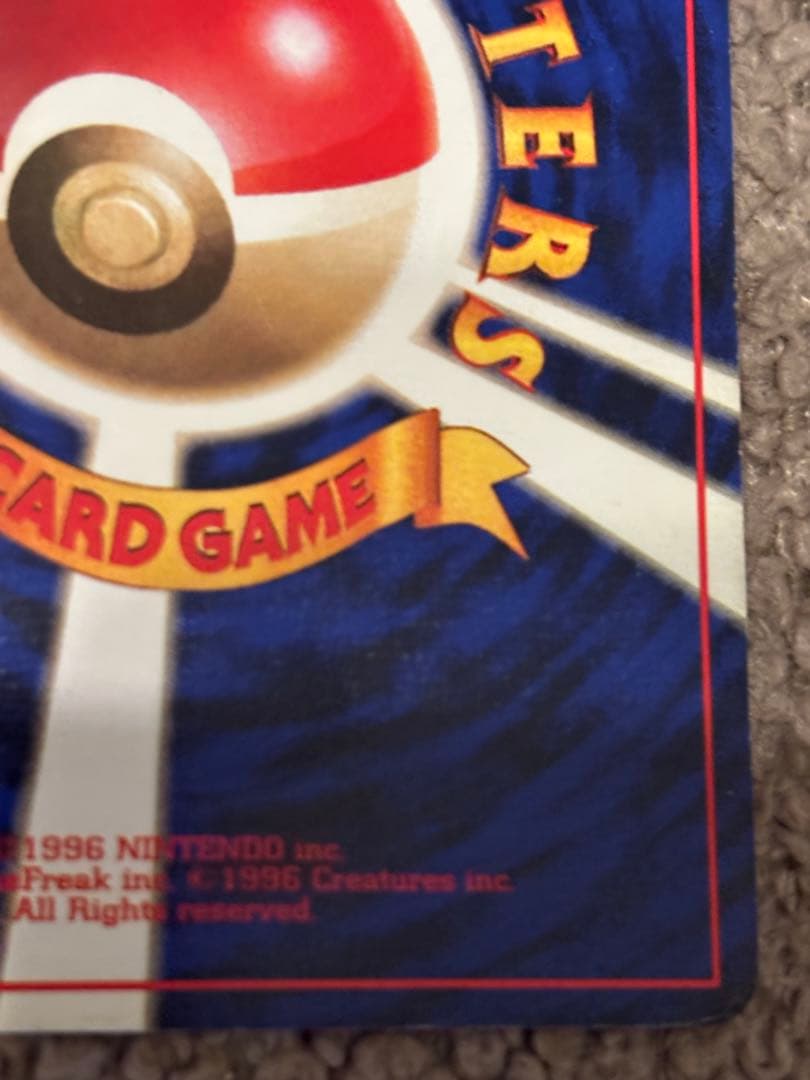 TERS
CARD GAME
©1996 NINTENDO inc.
Freak inc. ©1996 Creatures inc.
All Rights reserved.